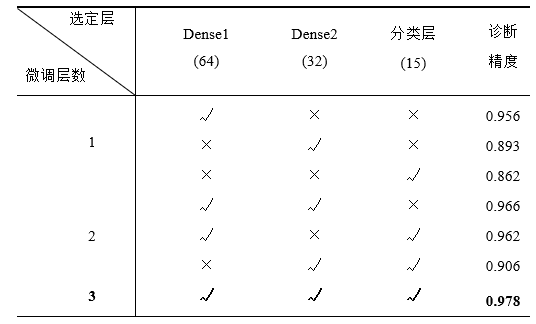 选定层
微调层数
Dense1 (64)
Dense2 (32)
分类层 (15)
诊断精度
1
√ × × 0.956
× √ × 0.893
× × √ 0.862
2
√ √ × 0.966
√ × √ 0.962
× √ √ 0.906
3 √ √ √ 0.978